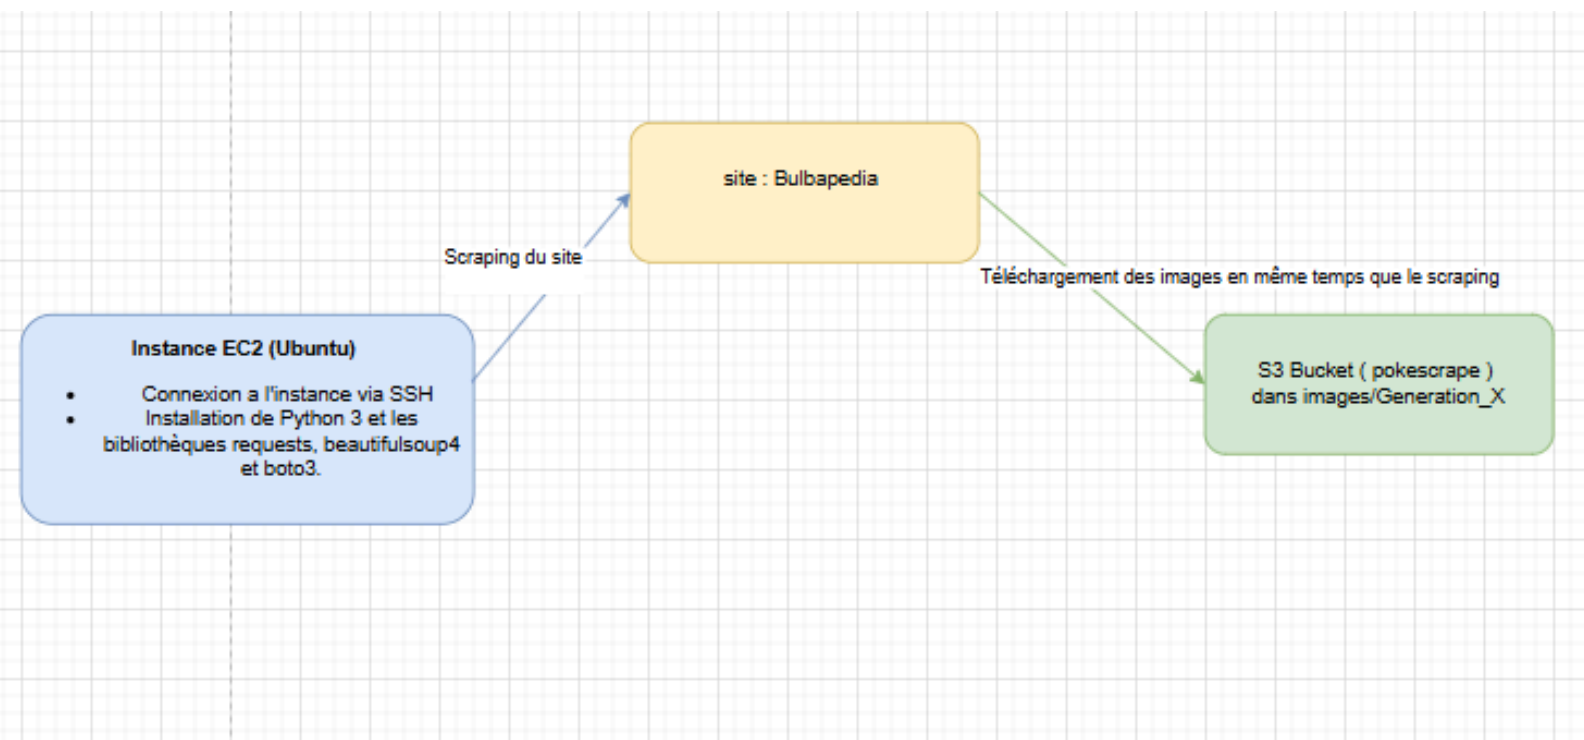 site : Bulbapedia
Scraping du site
Téléchargement des images en même temps que le scraping
Instance EC2 (Ubuntu)
• Connexion a l'instance via SSH
• Installation de Python 3 et les
bibliothèques requests, beautifulsoup4
et boto3.
S3 Bucket ( pokescrape )
dans images/Generation_X